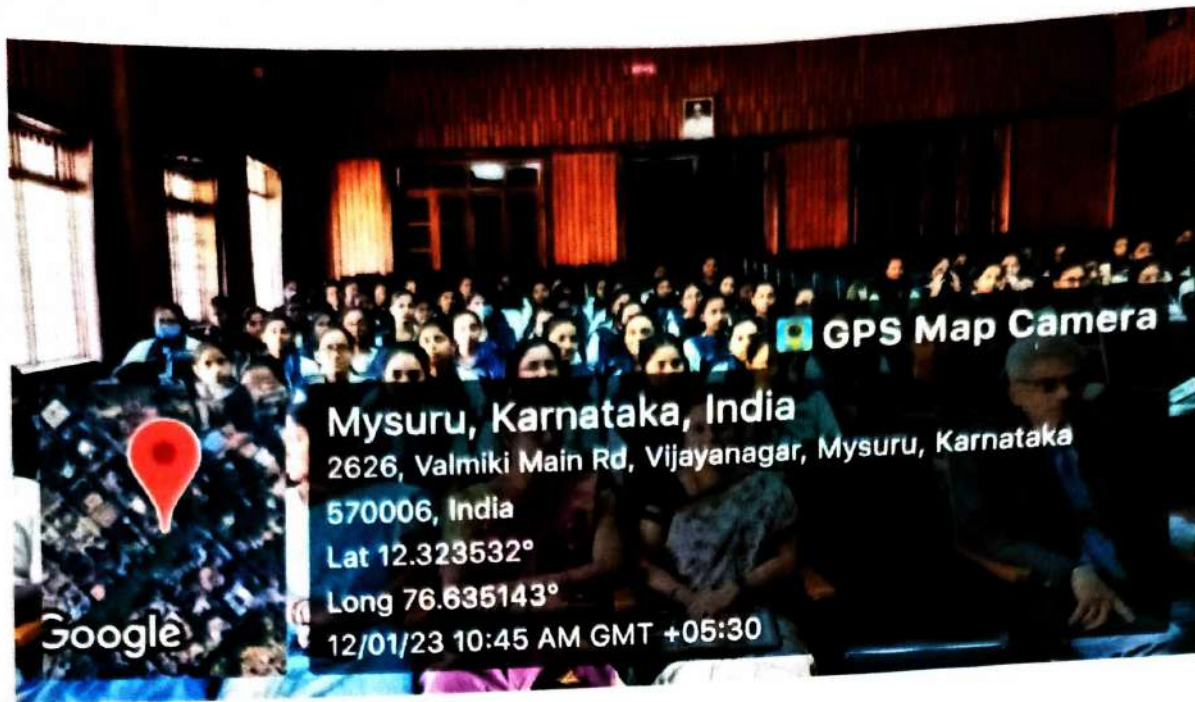 GPS Map Camera
Mysuru, Karnataka, India
2626, Valmiki Main Rd, Vijayanagar, Mysuru, Karnataka
570006, India
Lat 12.323532°
Long 76.635143°
12/01/23 10:45 AM GMT +05:30
Google